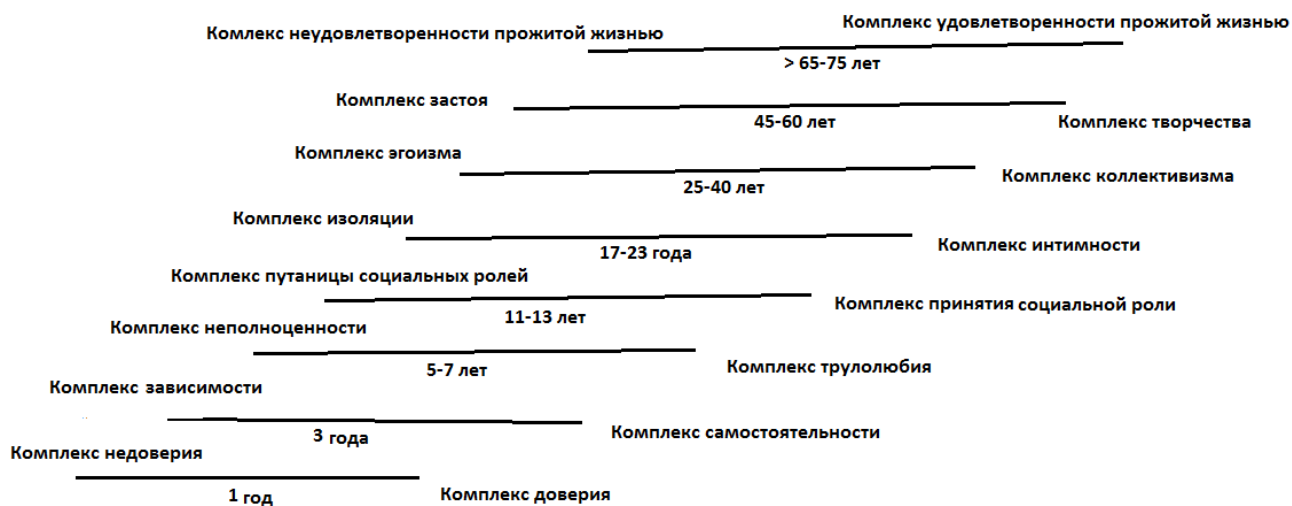 Комлекс неудовлетворенности прожитой жизнью
Комплекс удовлетворенности прожитой жизнью
> 65-75 лет
Комплекс застоя
45-60 лет
Комплекс творчества
Комплекс эгоизма
25-40 лет
Комплекс коллективизма
Комплекс изоляции
17-23 года
Комплекс интимности
Комплекс путаницы социальных ролей
11-13 лет
Комплекс принятия социальной роли
Комплекс неполноценности
5-7 лет
Комплекс трулолюбия
Комплекс зависимости
3 года
Комплекс самостоятельности
Комплекс недоверия
1 год
Комплекс доверия